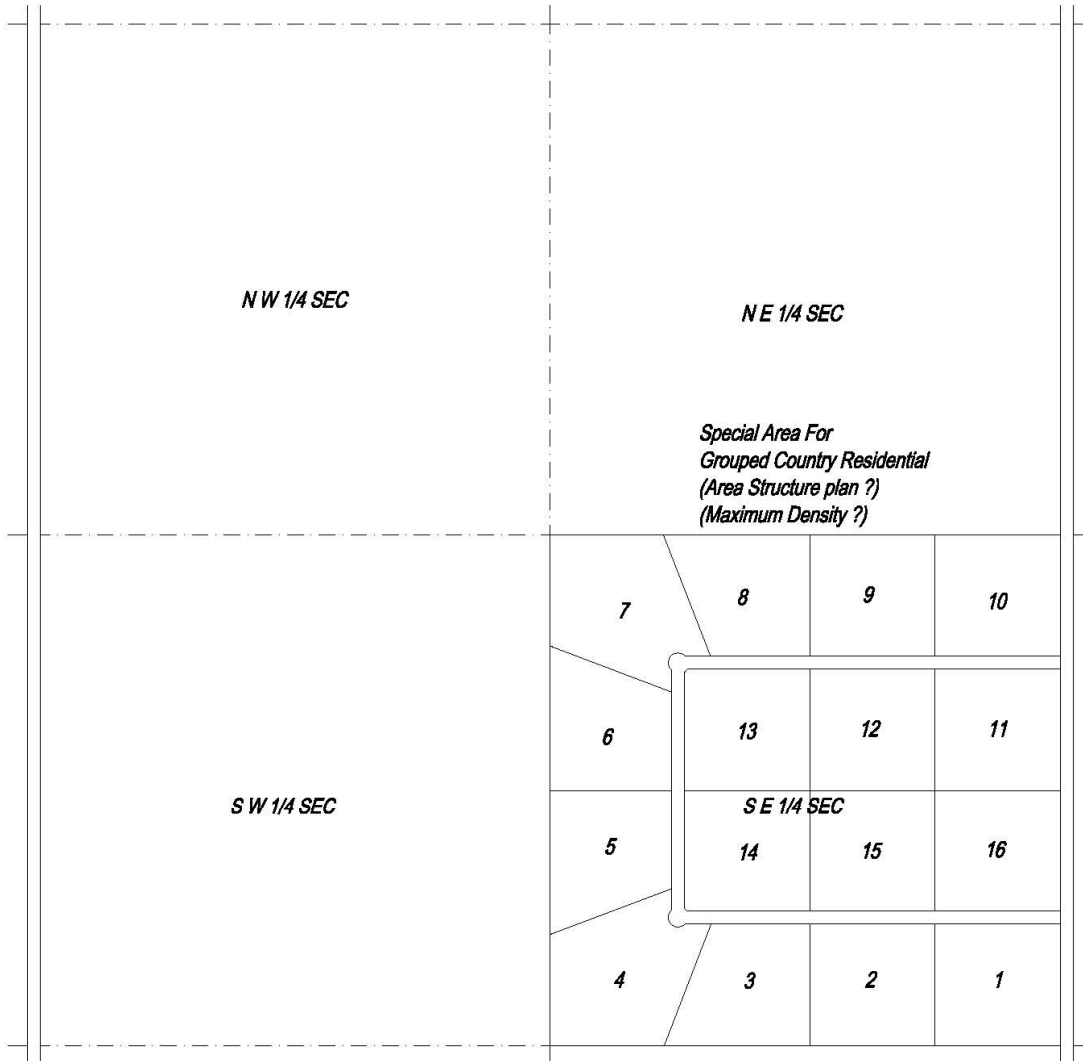 N W 1/4 SEC
N E 1/4 SEC
Special Area For
Grouped Country Residential
(Area Structure plan ?)
(Maximum Density ?)
7
8
9
10
6
13
12
11
S W 1/4 SEC
S E 1/4 SEC
5
14
15
16
4
3
2
1